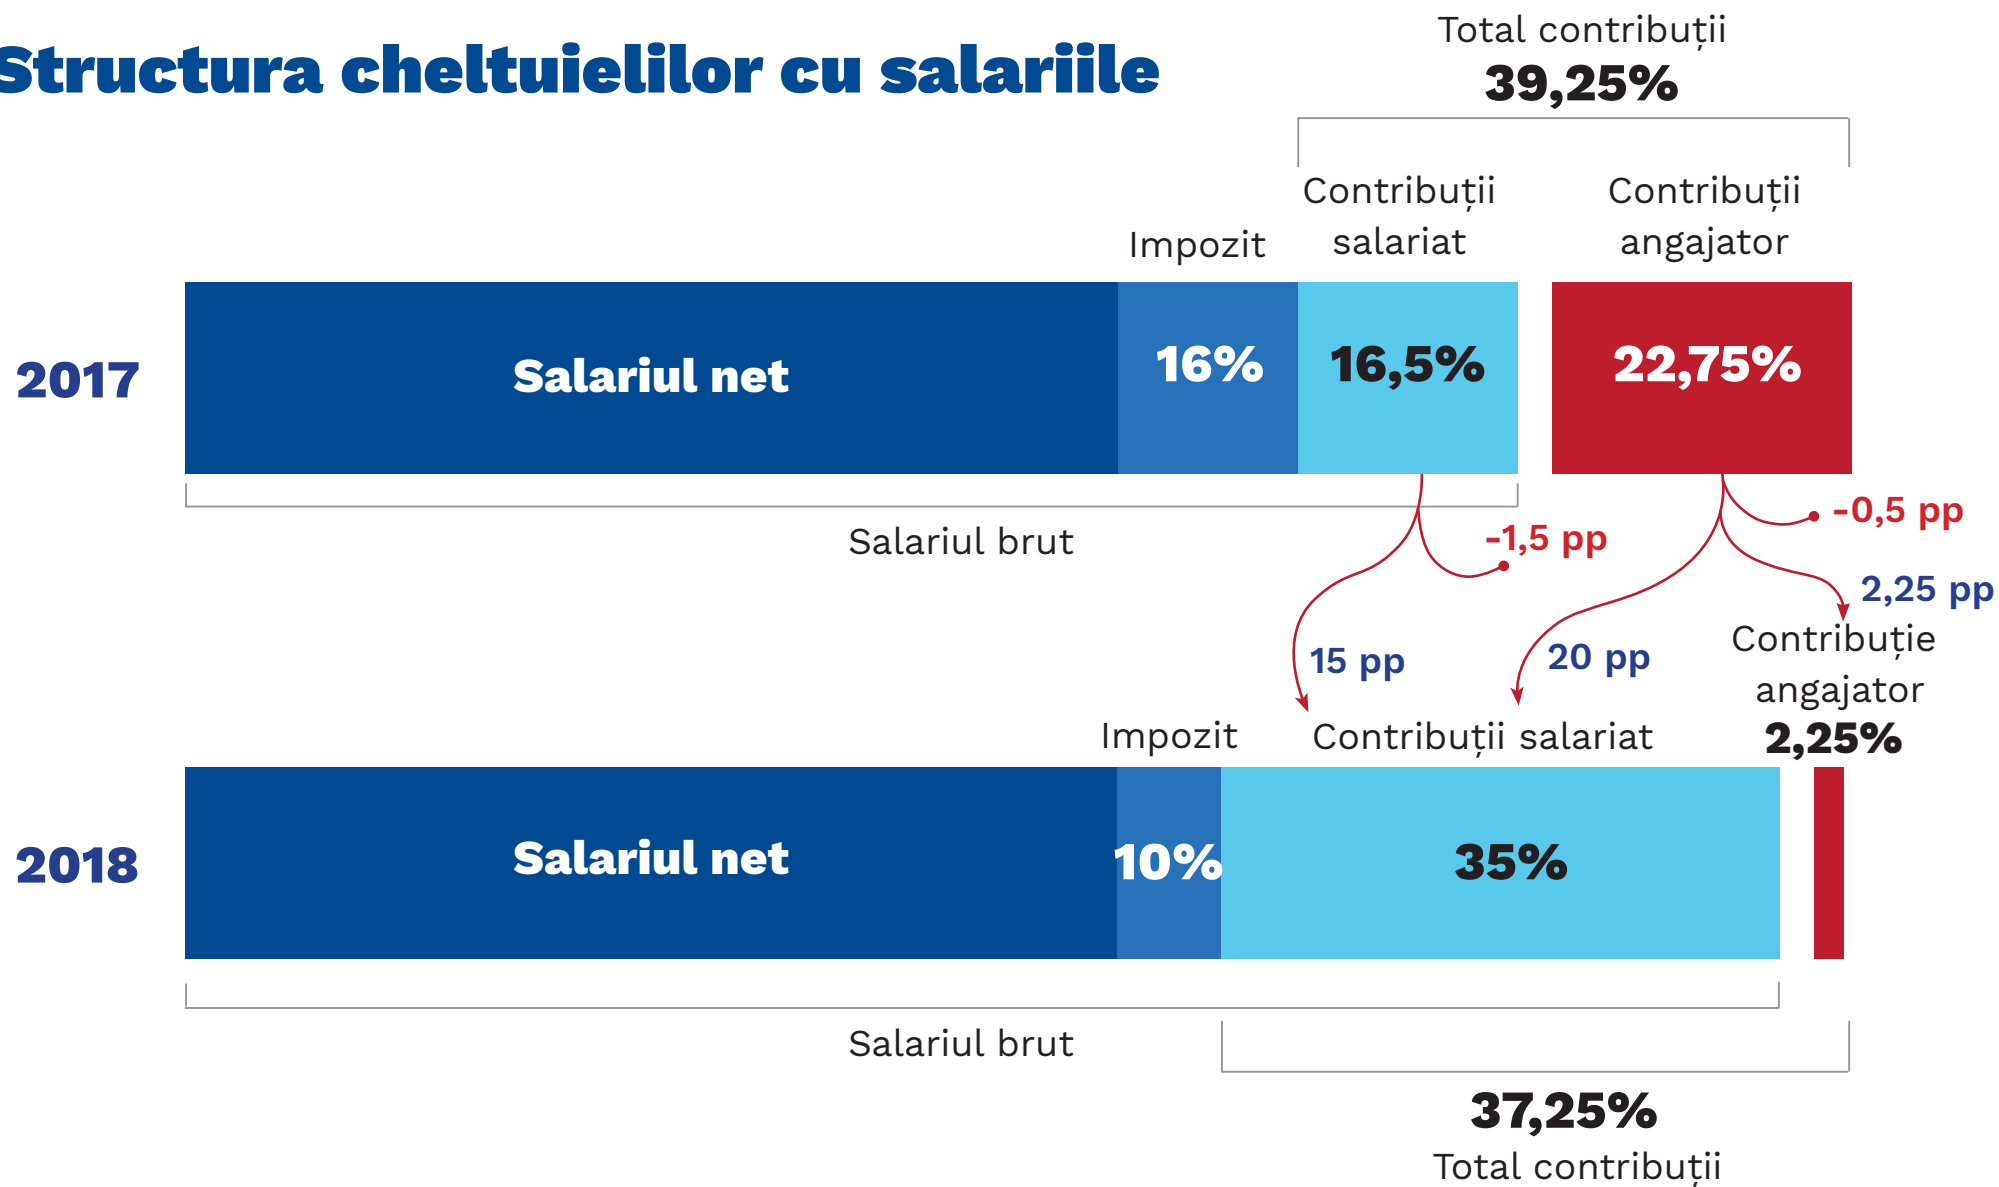 Structura cheltuielilor cu salariile
Total contribuții
39,25%
Contribuții
salariat
Contribuții
angajator
Impozit
2017
Salariul net
16%
16,5%
22,75%
Salariul brut
-1,5 pp
-0,5 pp
2,25 pp
15 pp
20 pp
Contribuție
angajator
2,25%
Impozit
Contribuții salariat
2018
Salariul net
10%
35%
Salariul brut
37,25%
Total contribuții